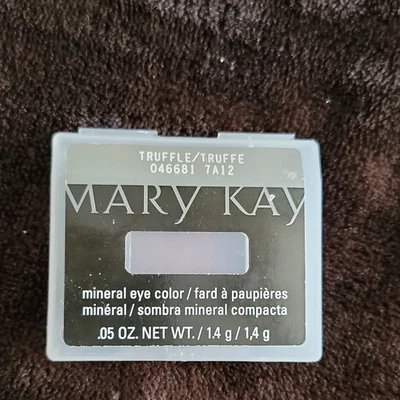 TRUFFLE/TRUFFE
046681 7A12
MARY KAY
mineral eye color / fard à paupières
minéral / sombra mineral compacta
.05 OZ. NET WT. / 1.4 g / 1,4 g